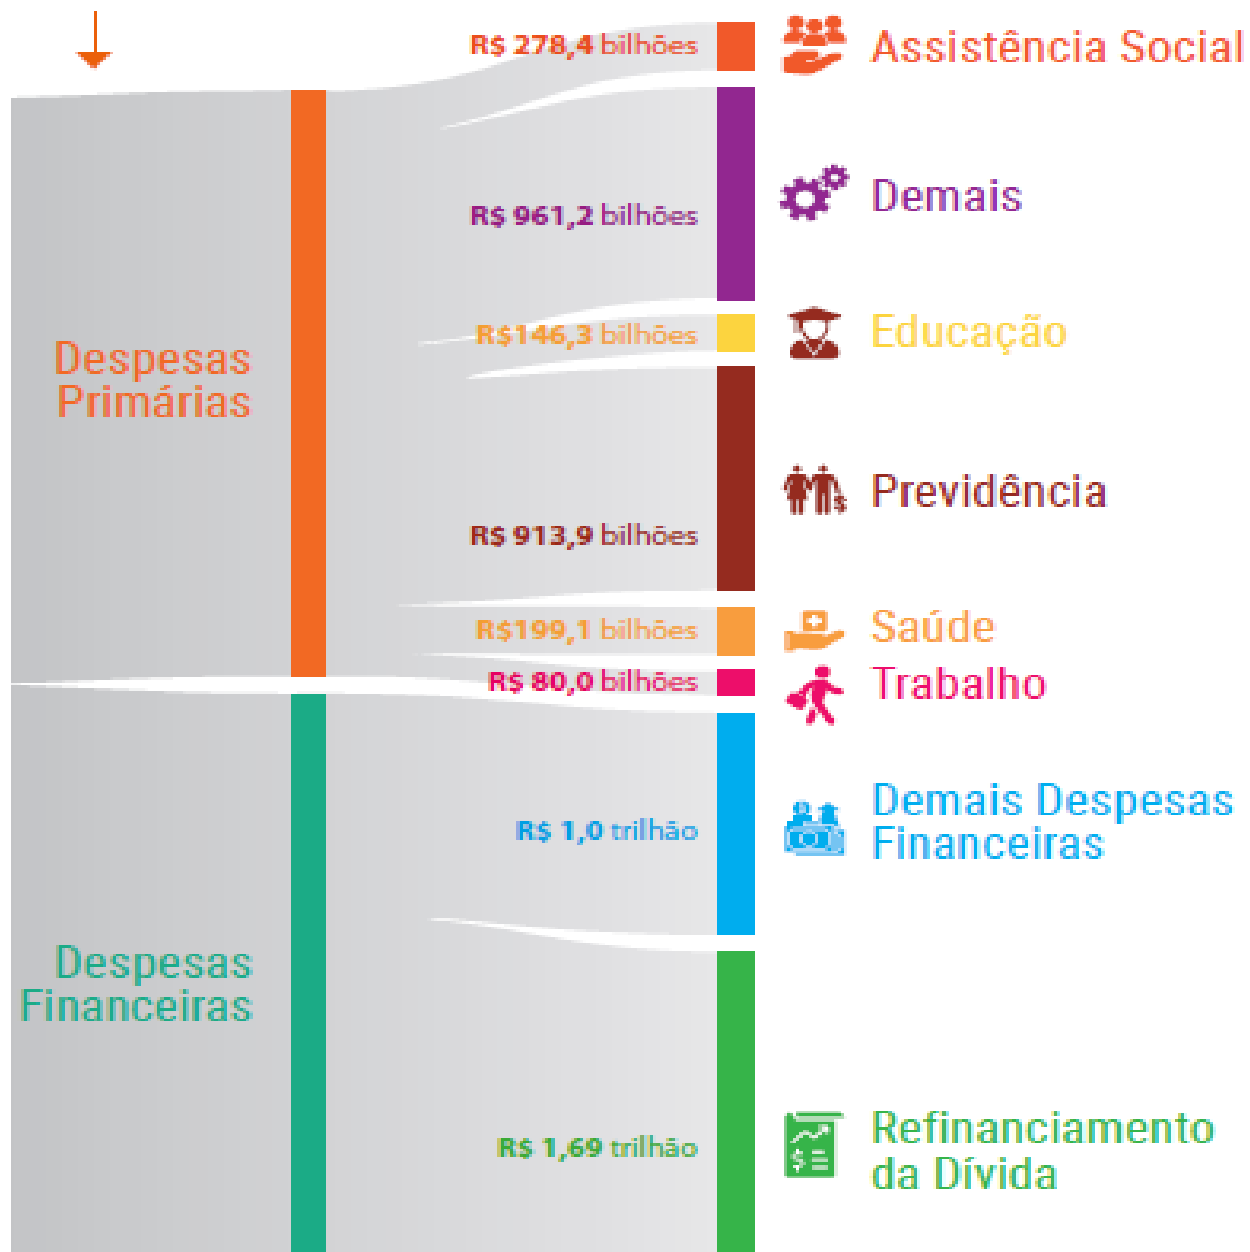 R$ 278,4 bilhões
Assistência Social
R$ 961,2 bilhões
Demais
R$146,3 bilhões
Educação
Despesas
Primárias
R$ 913,9 bilhões
Previdência
R$199,1 bilhões
Saúde
R$ 80,0 bilhões
Trabalho
R$ 1,0 trilhão
Demais Despesas
Financeiras
Despesas
Financeiras
R$ 1,69 trilhão
Refinanciamento
da Dívida